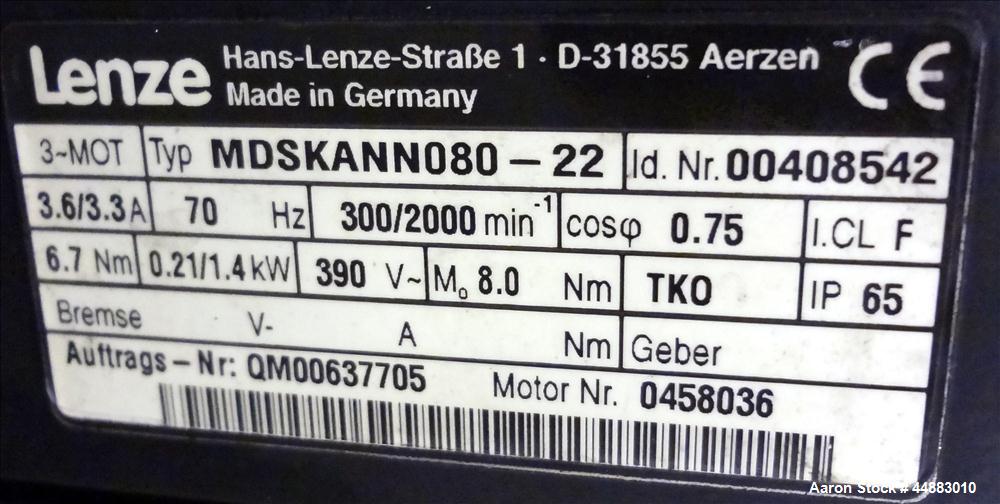 Lenze Hans-Lenze-Straße 1 · D-31855 Aerzen CE
Made in Germany
3~MOT Typ MDSKANN080-22 Id. Nr. 00408542
3.6/3.3 A 70 Hz 300/2000 min⁻¹ cosφ 0.75 I.CL F
6.7 Nm 0.21/1.4 kW 390 V~ M₀ 8.0 Nm TKO IP 65
Bremse V- A Nm Geber
Auftrags-Nr: QM00637705 Motor Nr. 0458036
Aaron Stock # 44883010